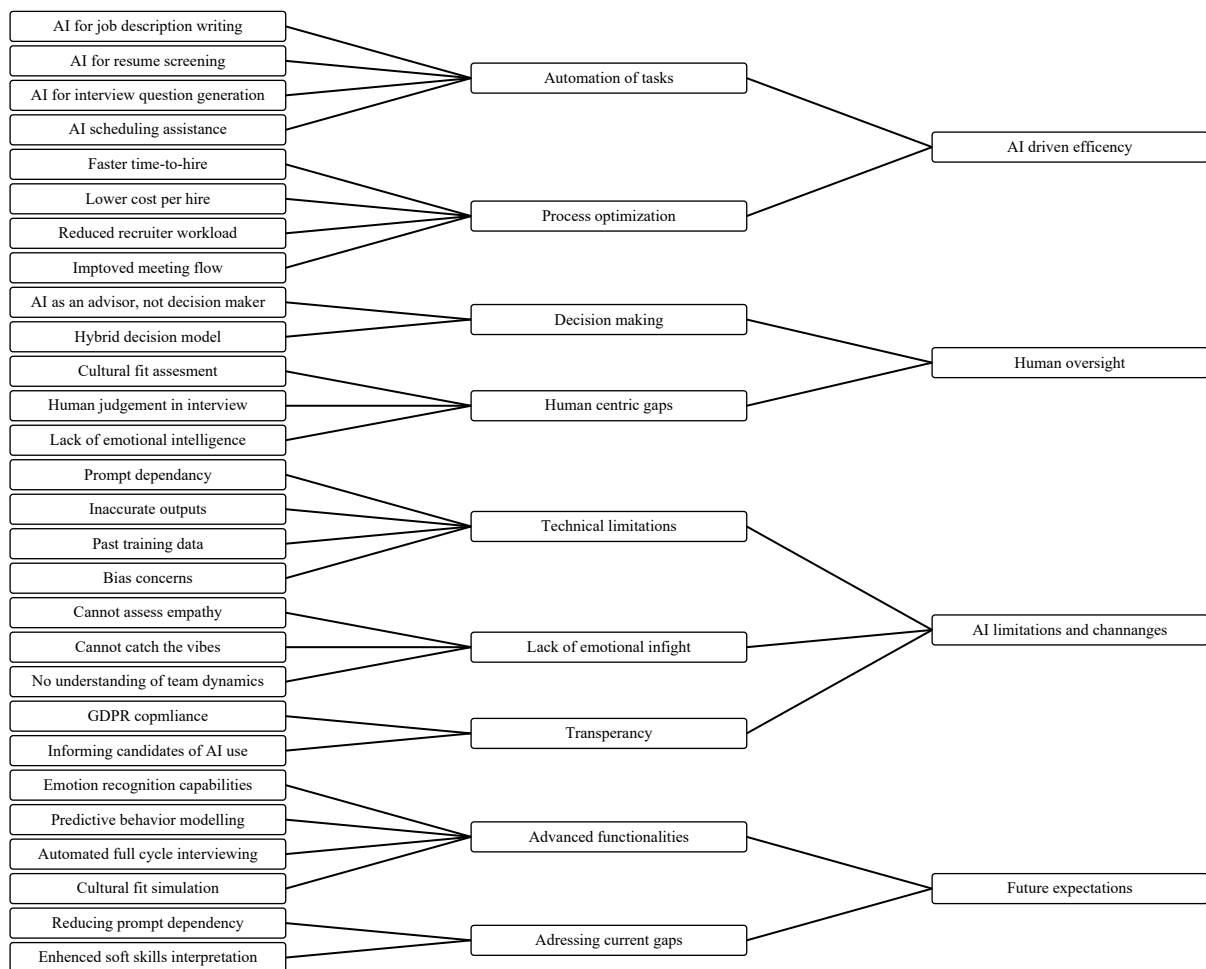 AI for job description writing
AI for resume screening
AI for interview question generation
AI scheduling assistance
Faster time-to-hire
Lower cost per hire
Reduced recruiter workload
Imptoved meeting flow
AI as an advisor, not decision maker
Hybrid decision model
Cultural fit assesment
Human judgement in interview
Lack of emotional intelligence
Prompt dependancy
Inaccurate outputs
Past training data
Bias concerns
Cannot assess empathy
Cannot catch the vibes
No understanding of team dynamics
GDPR copmliance
Informing candidates of AI use
Emotion recognition capabilities
Predictive behavior modelling
Automated full cycle interviewing
Cultural fit simulation
Reducing prompt dependency
Enhenced soft skills interpretation
Automation of tasks
Process optimization
Decision making
Human centric gaps
Technical limitations
Lack of emotional infight
Transperancy
Advanced functionalities
Adressing current gaps
AI driven efficency
Human oversight
AI limitations and channanges
Future expectations